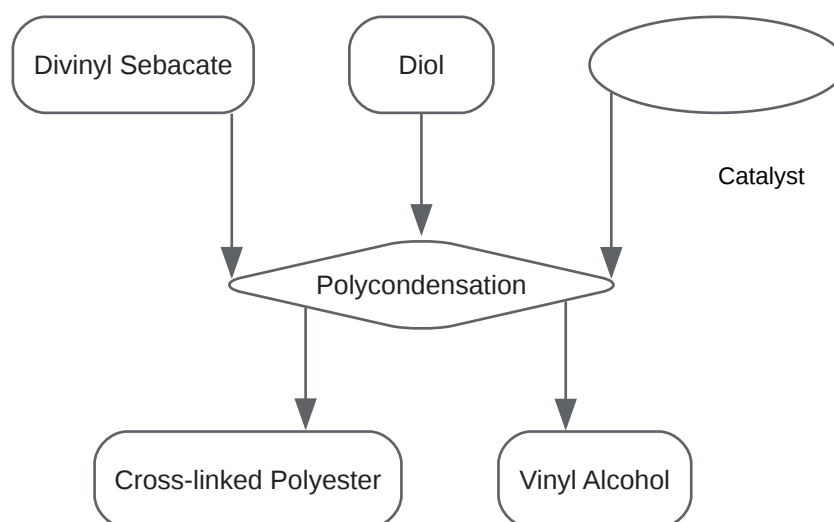 Divinyl Sebacate
Diol
Catalyst
Polycondensation
Cross-linked Polyester
Vinyl Alcohol